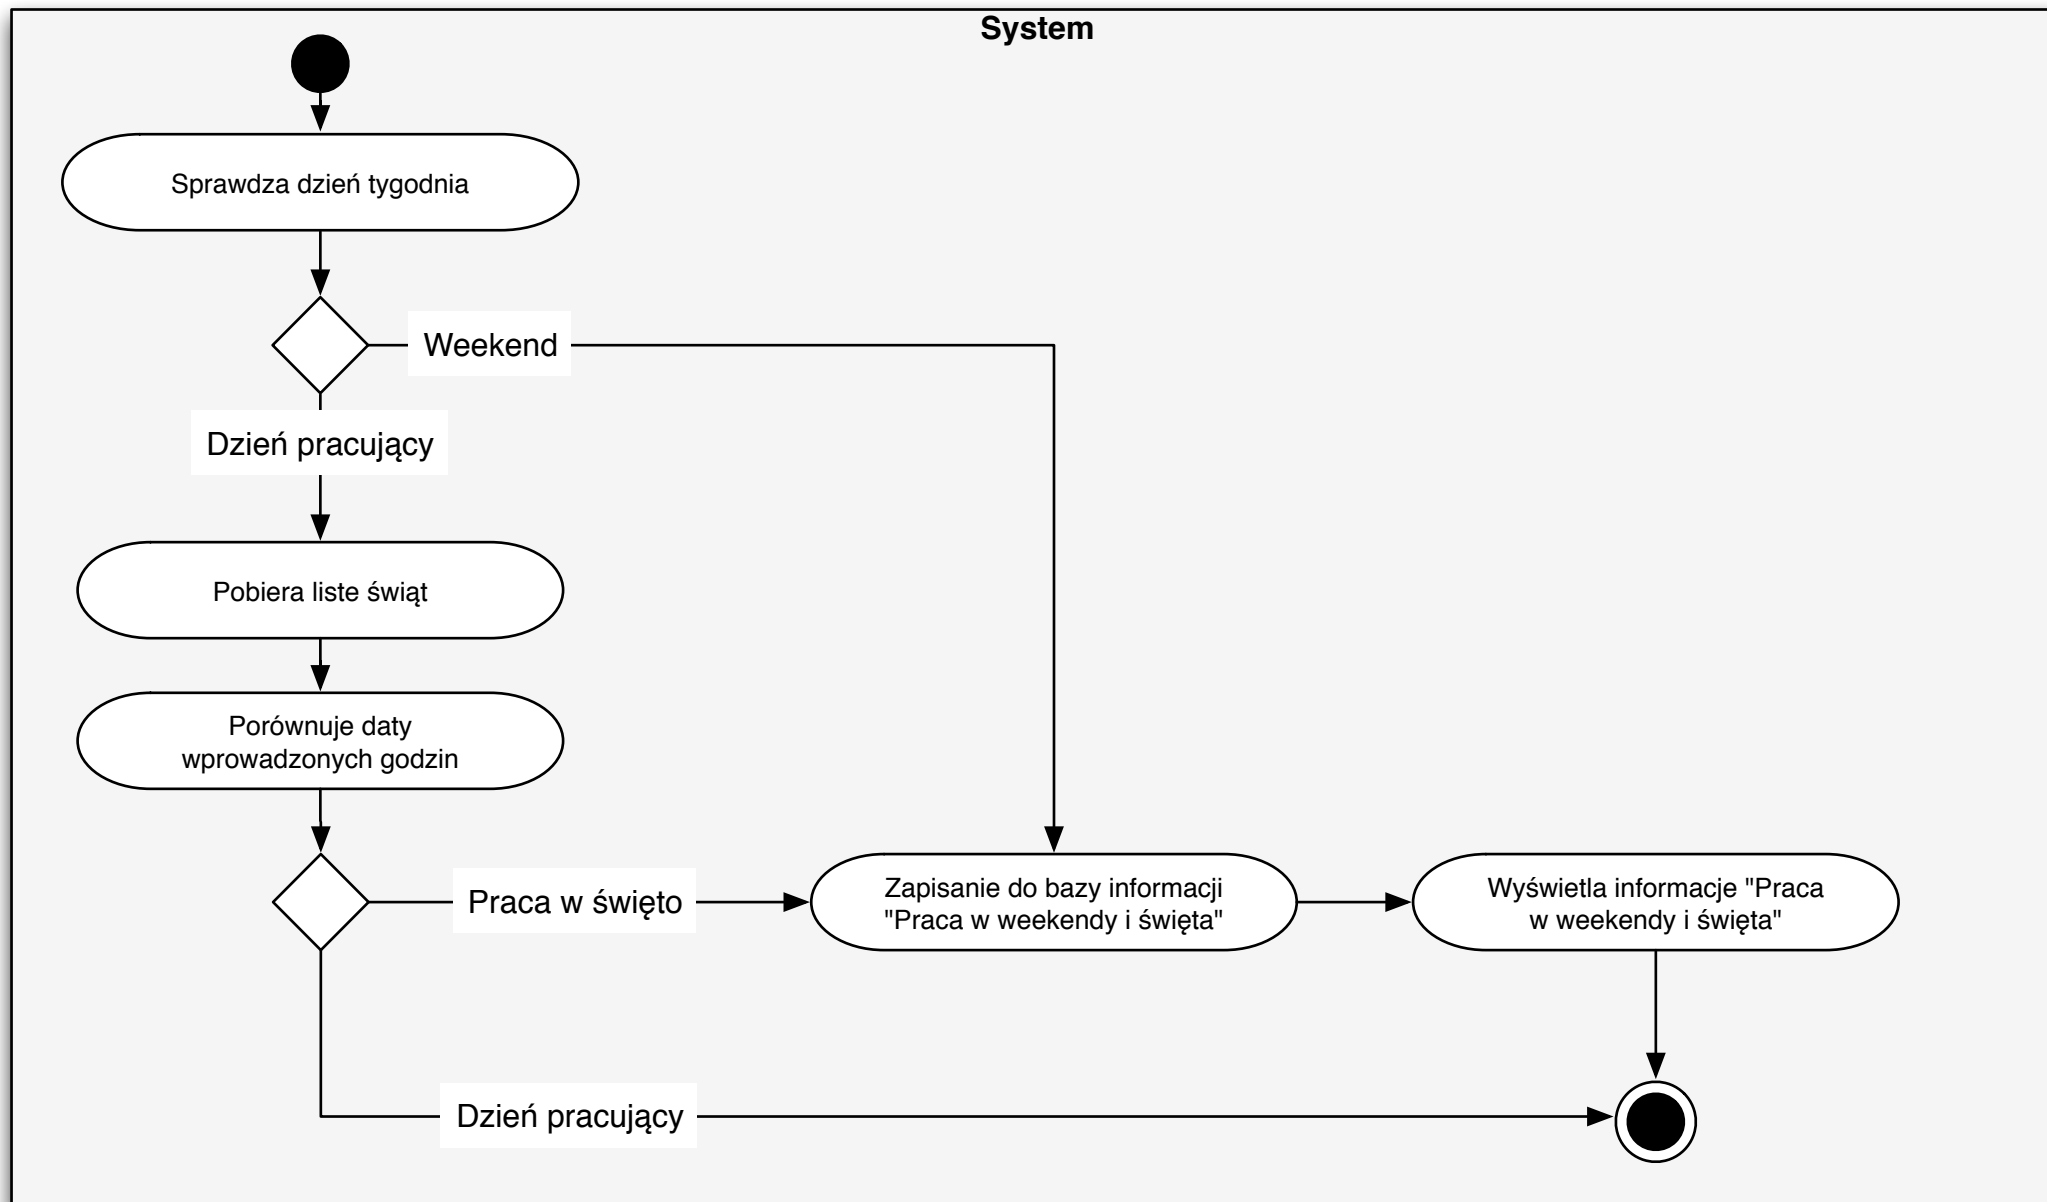 System
Sprawdza dzień tygodnia
Weekend
Dzień pracujący
Pobiera liste świąt
Porównuje daty
wprowadzonych godzin
Praca w święto
Zapisanie do bazy informacji
"Praca w weekendy i święta"
Wyświetla informacje "Praca
w weekendy i święta"
Dzień pracujący